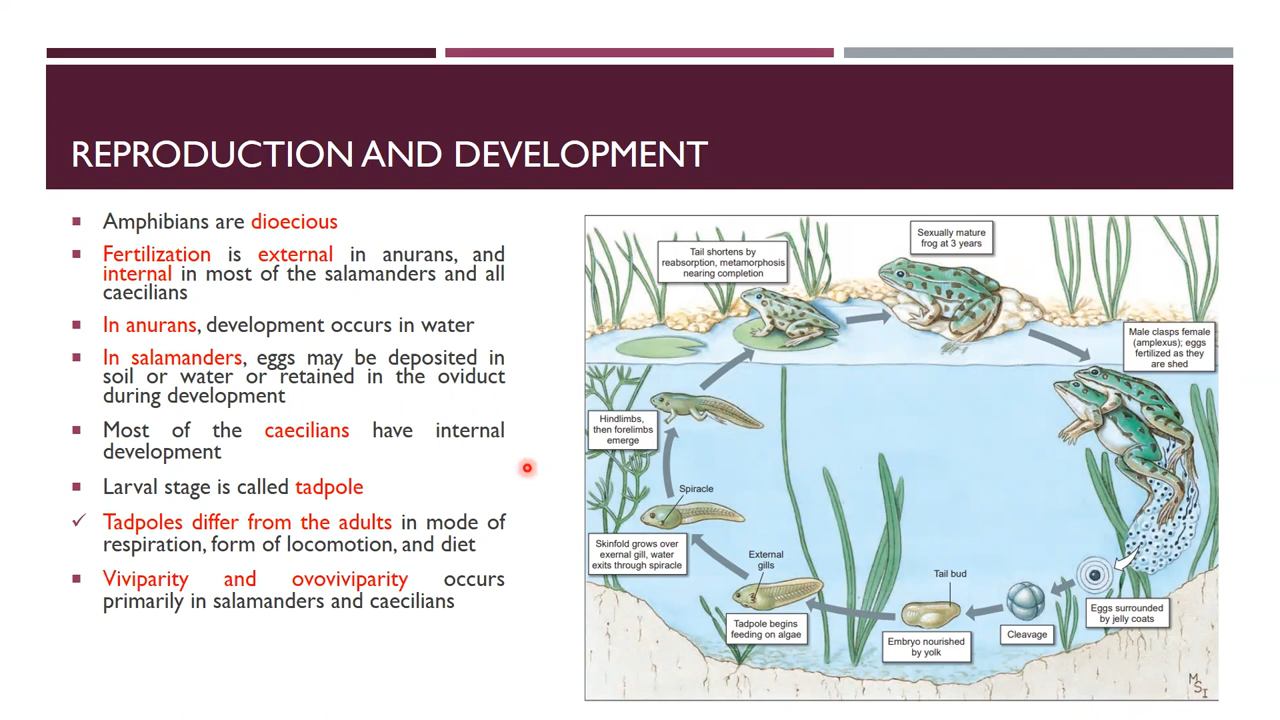 REPRODUCTION AND DEVELOPMENT
Amphibians are dioecious
Fertilization is external in anurans, and
internal in most of the salamanders and all
caecilians
In anurans, development occurs in water
In salamanders, eggs may be deposited in
soil or water or retained in the oviduct
during development
Most of the caecilians have internal
development
Larval stage is called tadpole
Tadpoles differ from the adults in mode of
respiration, form of locomotion, and diet
Viviparity and ovoviviparity occurs
primarily in salamanders and caecilians
Sexually mature
frog at 3 years
Tail shortens by
reabsorption, metamorphosis
nearing completion
Male clasps female
(amplexus); eggs
fertilized as they
are shed
Hindlimbs,
then forelimbs
emerge
Spiracle
Skinfold grows over
exernal gill, water
exits through spiracle
External
gills
Tadpole begins
feeding on algae
Tail bud
Embryo nourished
by yolk
Cleavage
Eggs surrounded
by jelly coats
MSI